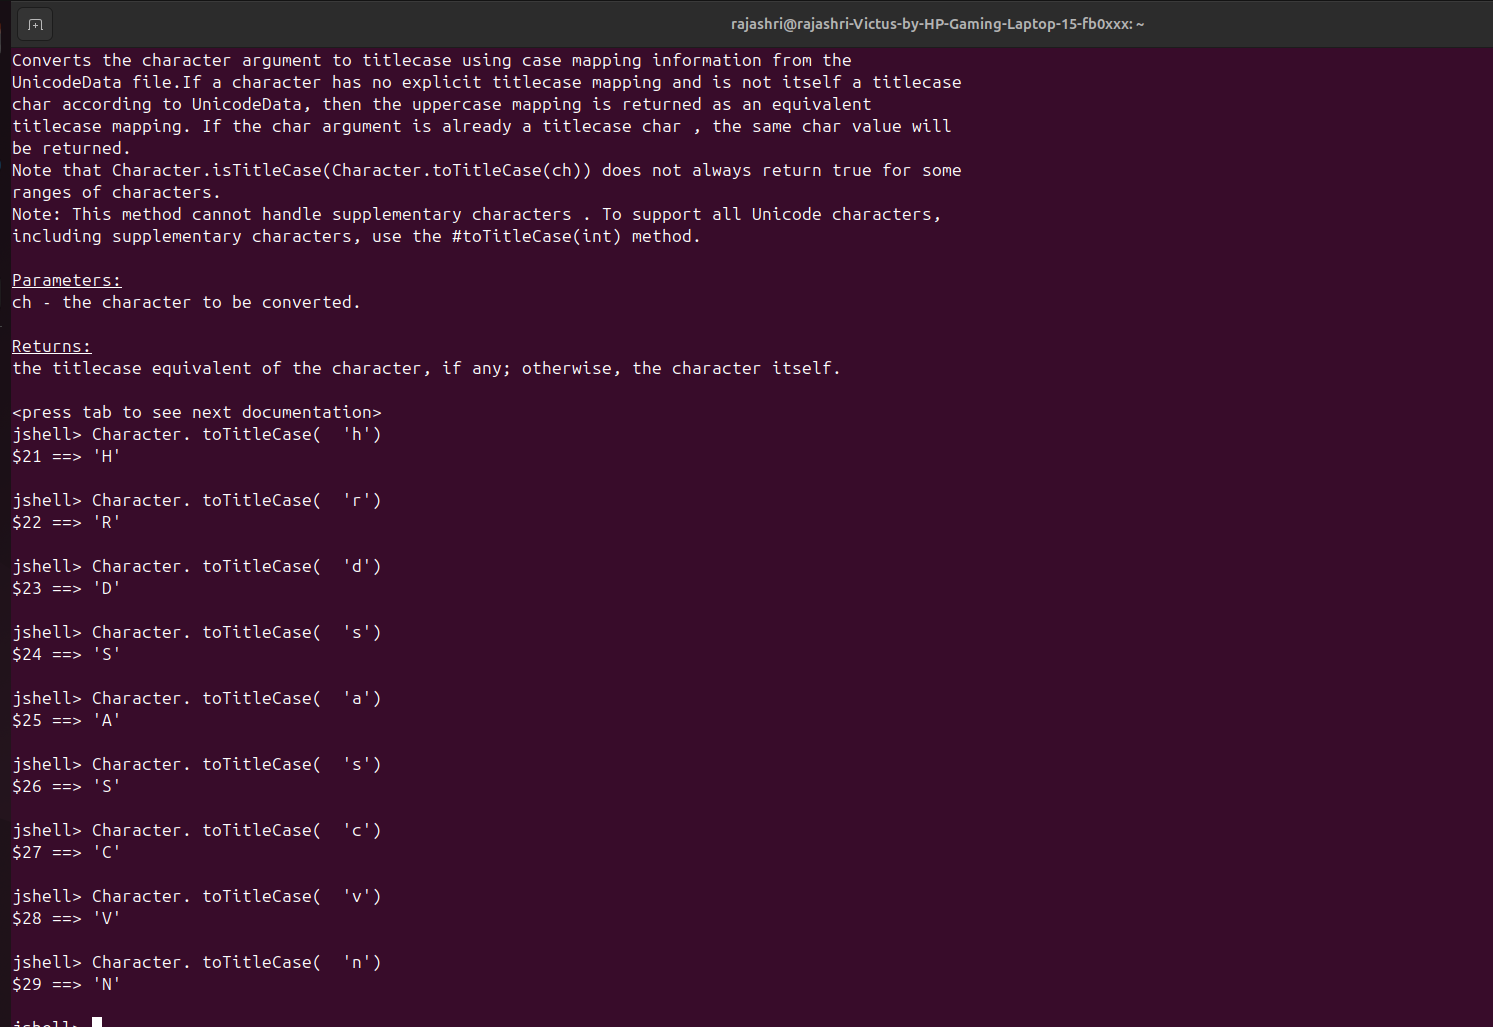 rajashri@rajashri-Victus-by-HP-Gaming-Laptop-15-fb0xxx: ~
Converts the character argument to titlecase using case mapping information from the
UnicodeData file.If a character has no explicit titlecase mapping and is not itself a titlecase
char according to UnicodeData, then the uppercase mapping is returned as an equivalent
titlecase mapping. If the char argument is already a titlecase char , the same char value will
be returned.
Note that Character.isTitleCase(Character.toTitleCase(ch)) does not always return true for some
ranges of characters.
Note: This method cannot handle supplementary characters . To support all Unicode characters,
including supplementary characters, use the #toTitleCase(int) method.

Parameters:
ch - the character to be converted.

Returns:
the titlecase equivalent of the character, if any; otherwise, the character itself.

<press tab to see next documentation>
jshell> Character. toTitleCase(  'h')
$21 ==> 'H'

jshell> Character. toTitleCase(  'r')
$22 ==> 'R'

jshell> Character. toTitleCase(  'd')
$23 ==> 'D'

jshell> Character. toTitleCase(  's')
$24 ==> 'S'

jshell> Character. toTitleCase(  'a')
$25 ==> 'A'

jshell> Character. toTitleCase(  's')
$26 ==> 'S'

jshell> Character. toTitleCase(  'c')
$27 ==> 'C'

jshell> Character. toTitleCase(  'v')
$28 ==> 'V'

jshell> Character. toTitleCase(  'n')
$29 ==> 'N'

jshell>